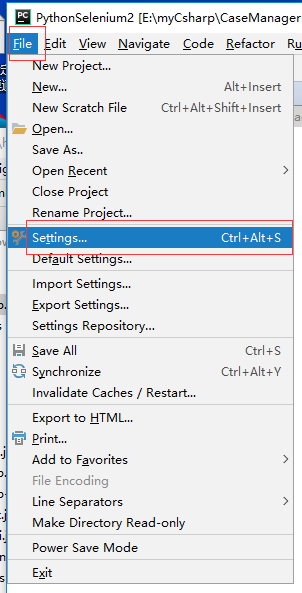 PC PythonSelenium2 [E:\myCsharp\CaseManager
File Edit View Navigate Code Refactor Ru
New Project...
New... Alt+Insert
New Scratch File Ctrl+Alt+Shift+Insert
Open...
Save As..
Open Recent
Close Project
Rename Project...
Settings... Ctrl+Alt+S
Default Settings...
Import Settings...
Export Settings...
Settings Repository...
Save All Ctrl+S
Synchronize Ctrl+Alt+Y
Invalidate Caches / Restart...
Export to HTML...
Print...
Add to Favorites
File Encoding
Line Separators
Make Directory Read-only
Power Save Mode
Exit